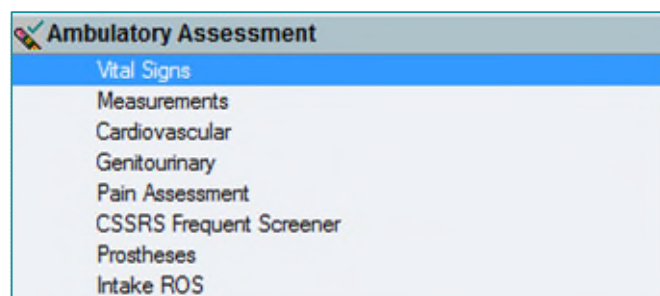 Ambulatory Assessment
Vital Signs
Measurements
Cardiovascular
Genitourinary
Pain Assessment
CSSRS Frequent Screener
Prostheses
Intake ROS